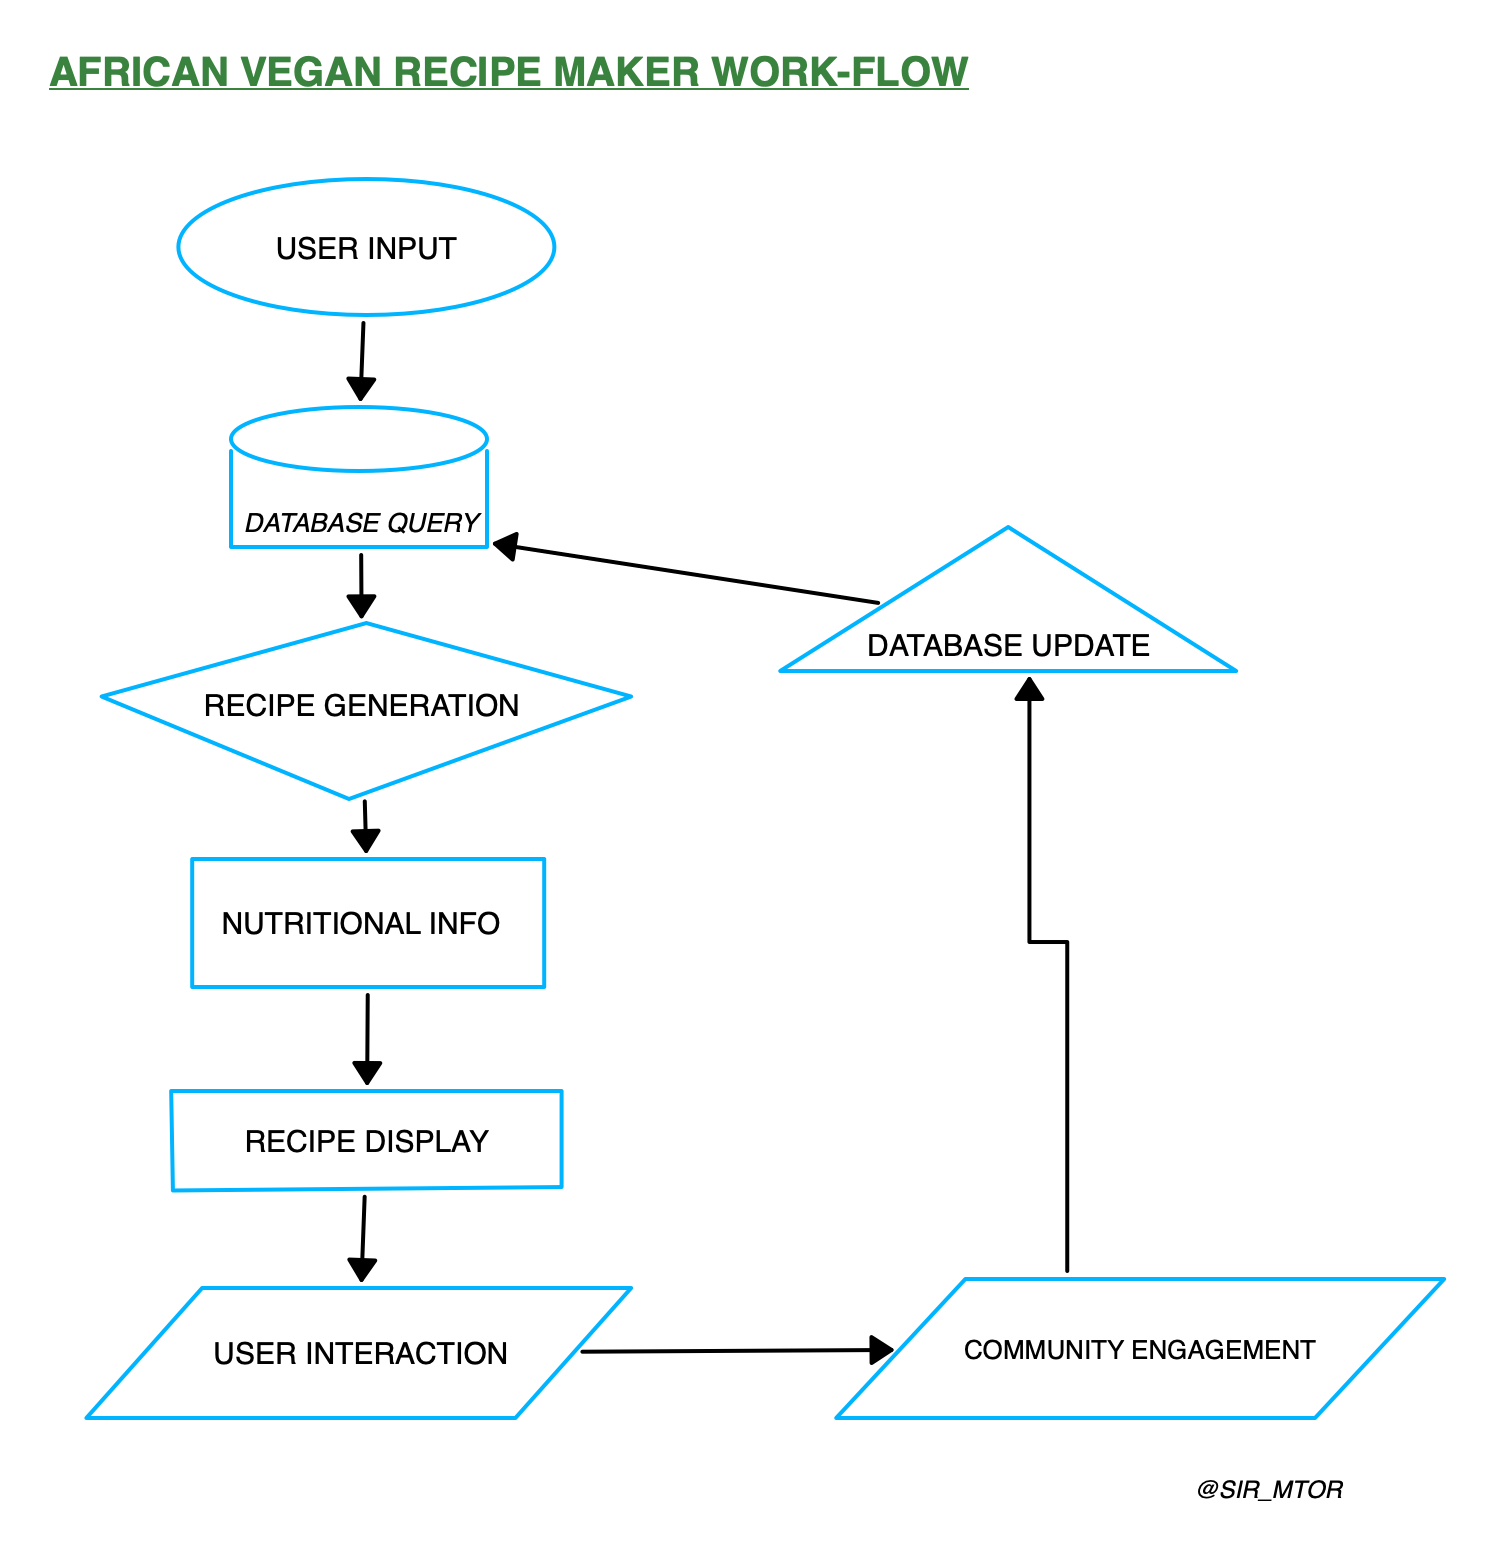 AFRICAN VEGAN RECIPE MAKER WORK-FLOW
USER INPUT
DATABASE QUERY
DATABASE UPDATE
RECIPE GENERATION
NUTRITIONAL INFO
RECIPE DISPLAY
USER INTERACTION
COMMUNITY ENGAGEMENT
@SIR_MTOR